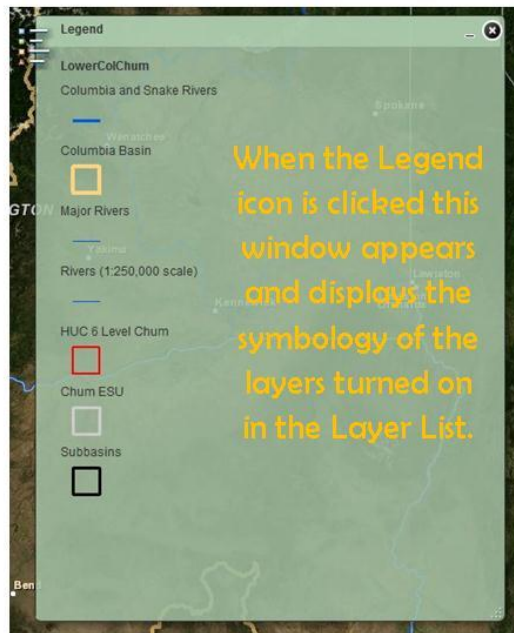 Legend
LowerColChum
Columbia and Snake Rivers
Spokane
Wenatchee
Columbia Basin
When the Legend
icon is clicked this
window appears
and displays the
symbology of the
layers turned on
in the Layer List.
GTON
Major Rivers
Yakima
Rivers (1:250,000 scale)
Lewiston
HUC 6 Level Chum
Chum ESU
Subbasins
Bend